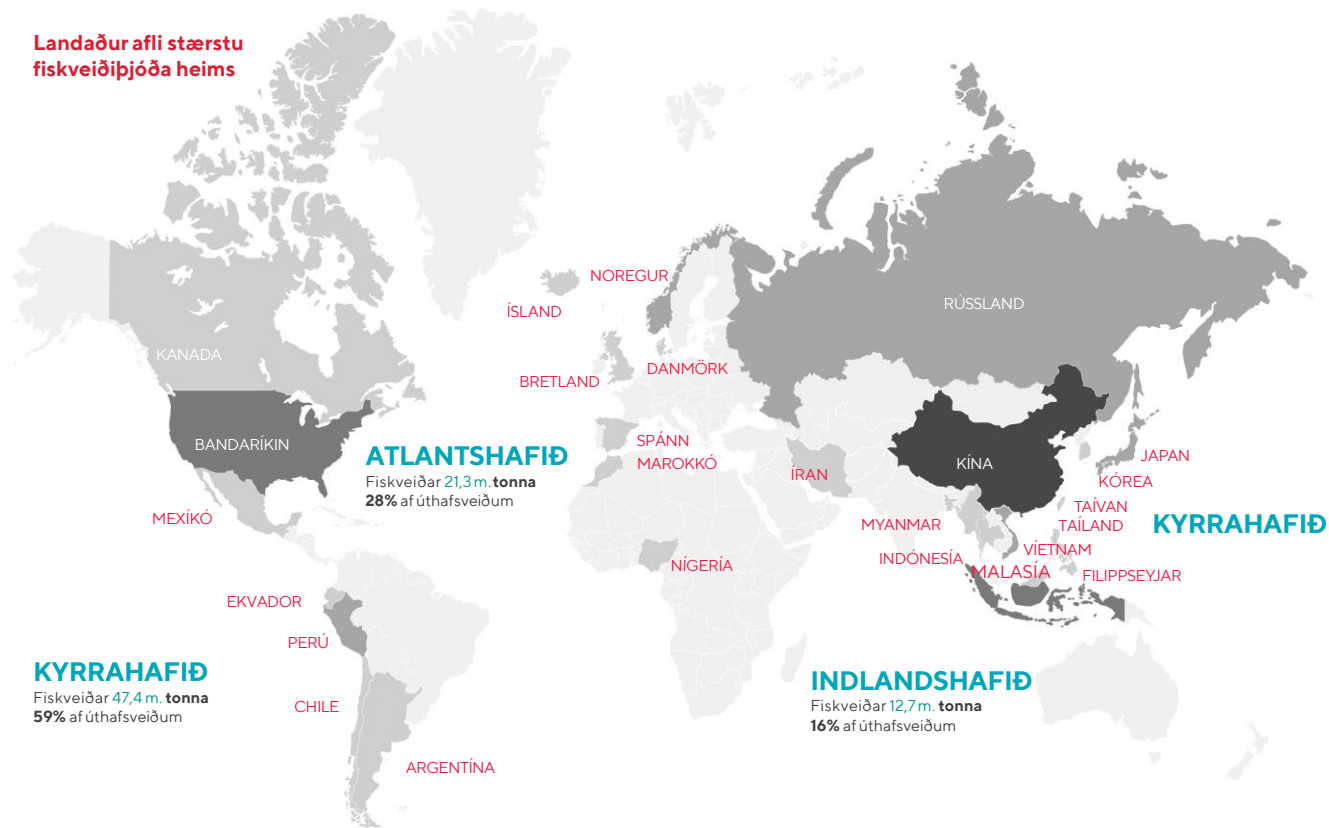 Landaður afli stærstu
fiskveiðiþjóða heims
NOREGUR
RÚSSLAND
ÍSLAND
KANADA
DANMÖRK
BRETLAND
BANDARÍKIN
SPÁNN
ATLANTSHAFIÐ
MAROKKÓ
Fiskveiðar 21,3 m. tonna
28% af úthafsveiðum
ÍRAN
KÍNA
JAPAN
KÓREA
MEXÍKÓ
TAÍVAN
TAÍLAND
KYRRAHAFIÐ
MYANMAR
VÍETNAM
INDÓNESÍA
NÍGERÍA
MALASÍA
FILIPPSEYJAR
EKVADOR
PERÚ
KYRRAHAFIÐ
Fiskveiðar 47,4 m. tonna
59% af úthafsveiðum
INDLANDSHAFIÐ
Fiskveiðar 12,7 m. tonna
16% af úthafsveiðum
CHILE
ARGENTÍNA